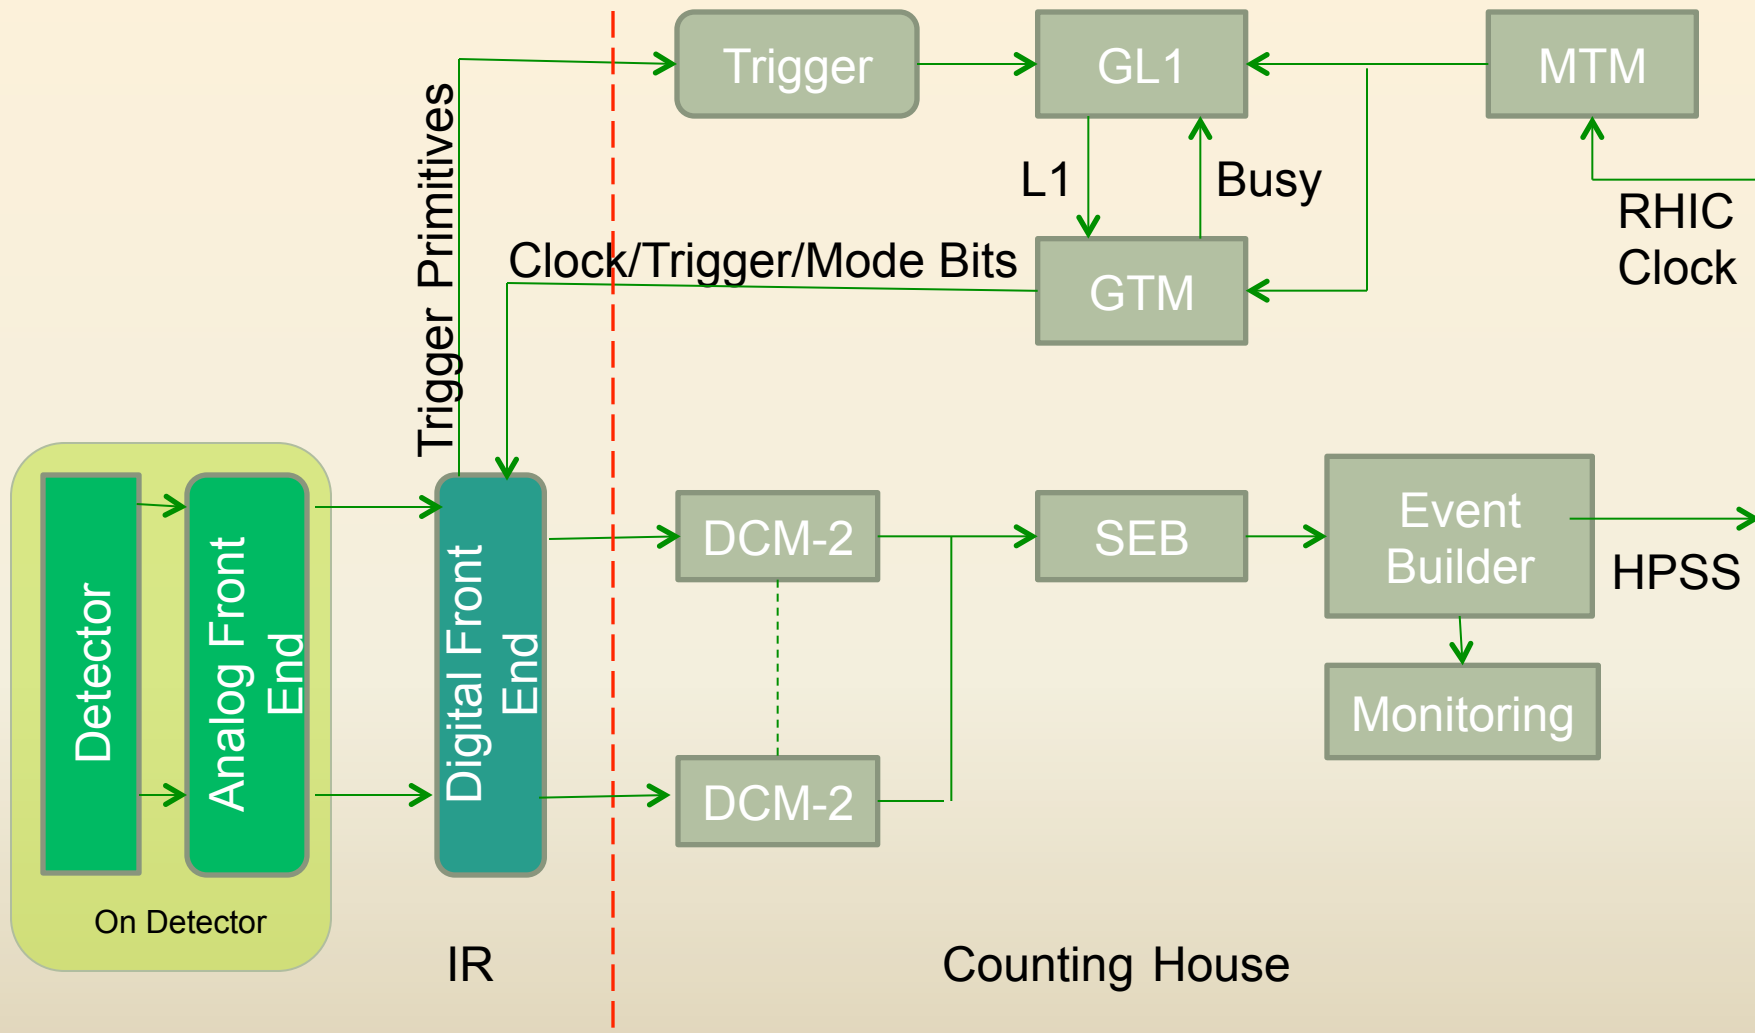 Trigger
GL1
MTM
Trigger Primitives
L1
Busy
RHIC
Clock
Clock/Trigger/Mode Bits
GTM
Detector
Analog Front
End
Digital Front
End
DCM-2
SEB
Event
Builder
HPSS
Monitoring
DCM-2
On Detector
IR
Counting House